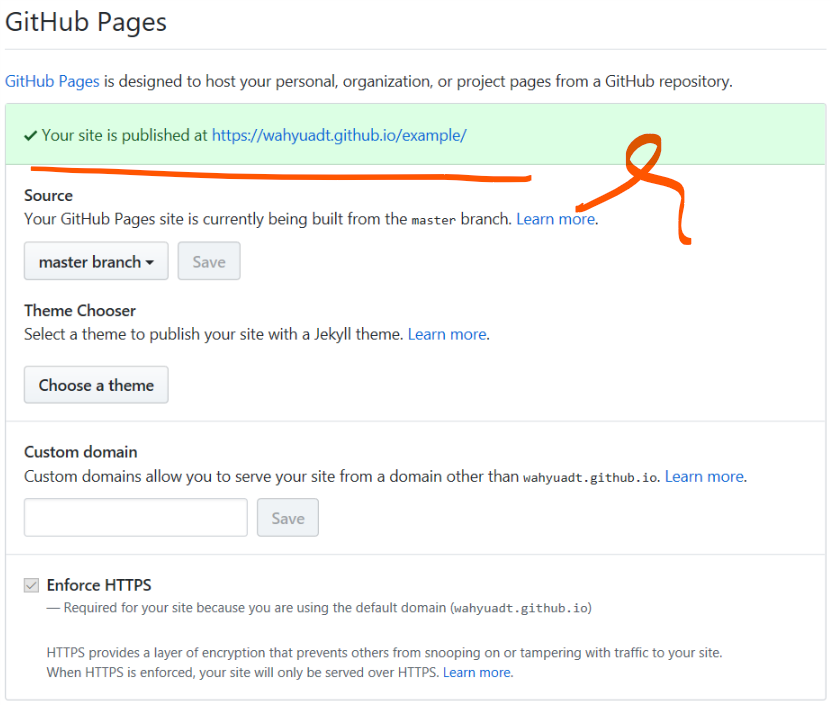 GitHub Pages
GitHub Pages is designed to host your personal, organization, or project pages from a GitHub repository.
Your site is published at https://wahyuadt.github.io/example/
Source
Your GitHub Pages site is currently being built from the master branch. Learn more.
master branch
Save
Theme Chooser
Select a theme to publish your site with a Jekyll theme. Learn more.
Choose a theme
Custom domain
Custom domains allow you to serve your site from a domain other than wahyuadt.github.io. Learn more.
Save
Enforce HTTPS
— Required for your site because you are using the default domain (wahyuadt.github.io)
HTTPS provides a layer of encryption that prevents others from snooping on or tampering with traffic to your site.
When HTTPS is enforced, your site will only be served over HTTPS. Learn more.